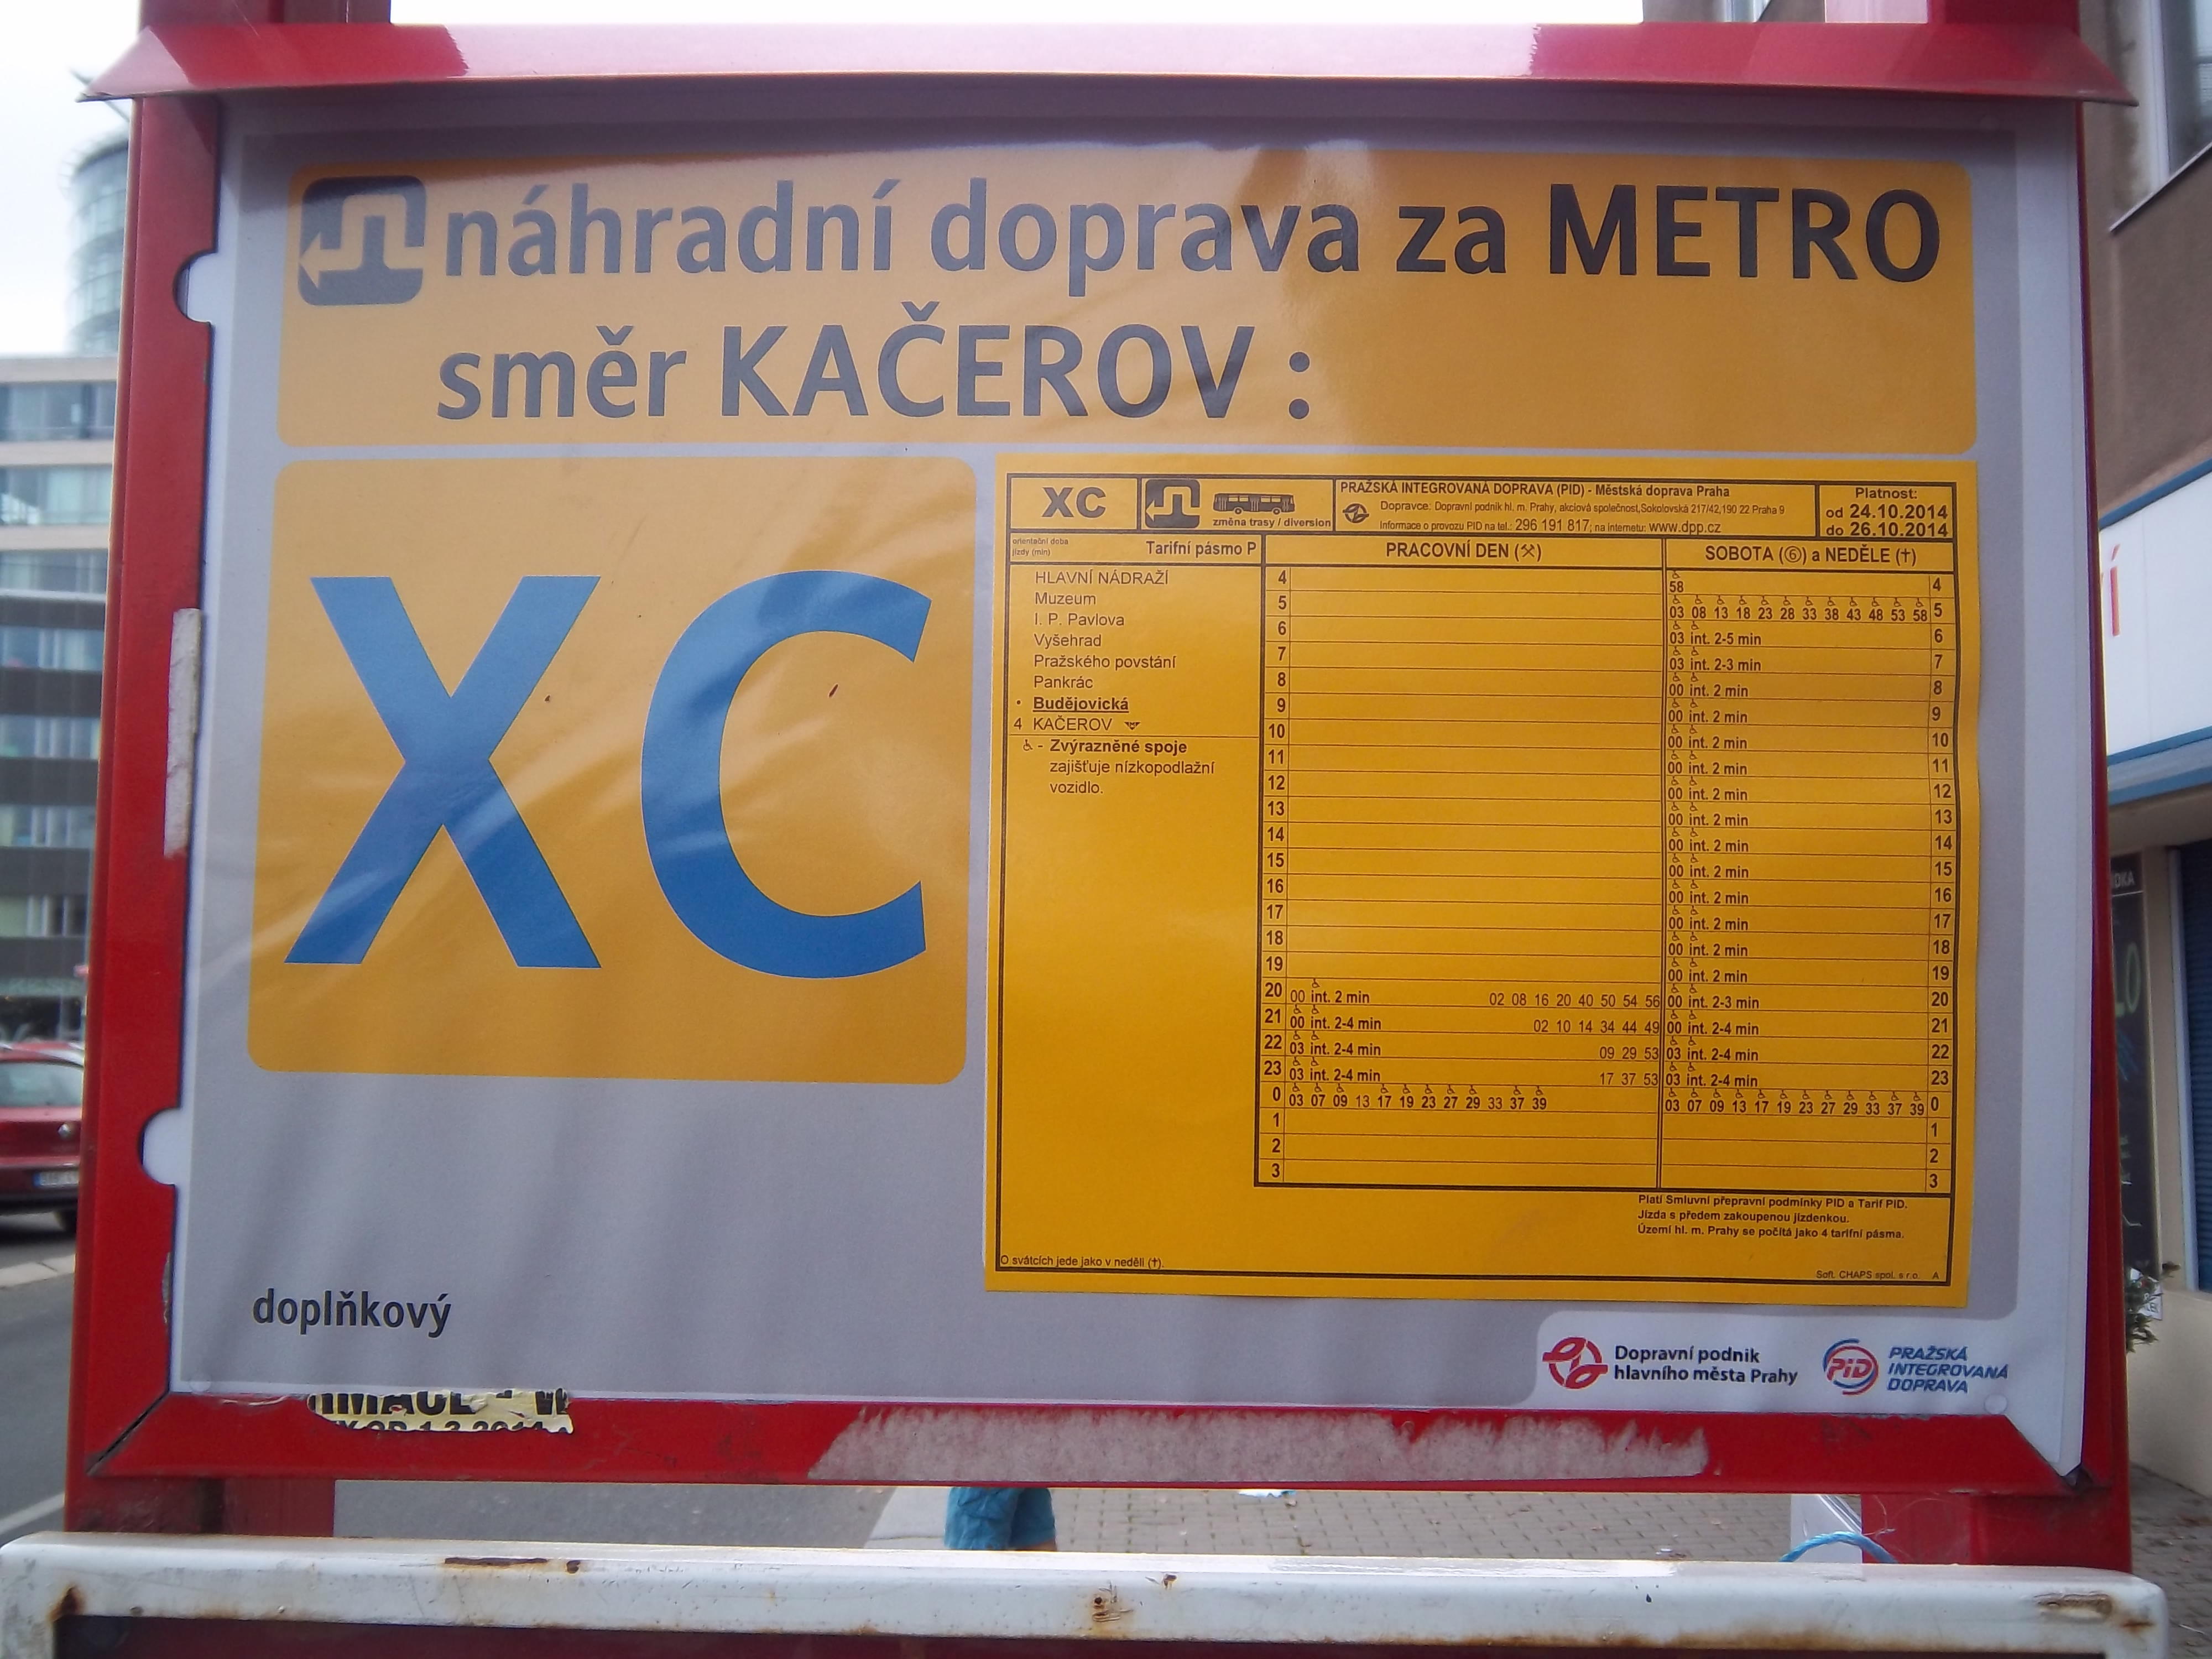 náhradní doprava za METRO
směr KAČEROV :
XC
XC
změna trasy / diversion
PRAŽSKÁ INTEGROVANÁ DOPRAVA (PID) - Městská doprava Praha
Dopravce: Dopravní podnik hl. m. Prahy, akciová společnost,Sokolovská 217/42,190 22 Praha 9
Informace o provozu PID na tel.: 296 191 817; na internetu: www.dpp.cz
Platnost:
od 24.10.2014
do 26.10.2014
orientační doba
jízdy (min)
Tarifní pásmo P
PRACOVNÍ DEN (⚒)
SOBOTA (⑥) a NEDĚLE (✝)
HLAVNÍ NÁDRAŽÍ
Muzeum
I. P. Pavlova
Vyšehrad
Pražského povstání
Pankrác
• Budějovická
4 KAČEROV
♿ - Zvýrazněné spoje
zajišťuje nízkopodlažní
vozidlo.
4 58 4
5 03 08 13 18 23 28 33 38 43 48 53 58 5
6 03 int. 2-5 min 6
7 03 int. 2-3 min 7
8 00 int. 2 min 8
9 00 int. 2 min 9
10 00 int. 2 min 10
11 00 int. 2 min 11
12 00 int. 2 min 12
13 00 int. 2 min 13
14 00 int. 2 min 14
15 00 int. 2 min 15
16 00 int. 2 min 16
17 00 int. 2 min 17
18 00 int. 2 min 18
19 00 int. 2 min 19
20 00 int. 2 min 02 08 16 20 40 50 54 56 00 int. 2-3 min 20
21 00 int. 2-4 min 02 10 14 34 44 49 00 int. 2-4 min 21
22 03 int. 2-4 min 09 29 53 03 int. 2-4 min 22
23 03 int. 2-4 min 17 37 53 03 int. 2-4 min 23
0 03 07 09 13 17 19 23 27 29 33 37 39 03 07 09 13 17 19 23 27 29 33 37 39 0
1 1
2 2
3 3
Platí Smluvní přepravní podmínky PID a Tarif PID.
Jízda s předem zakoupenou jízdenkou.
Území hl. m. Prahy se počítá jako 4 tarifní pásma.
O svátcích jede jako v neděli (✝).
Soft. CHAPS spol. s r.o. A
doplňkový
Dopravní podnik
hlavního města Prahy
PID
PRAŽSKÁ
INTEGROVANÁ
DOPRAVA